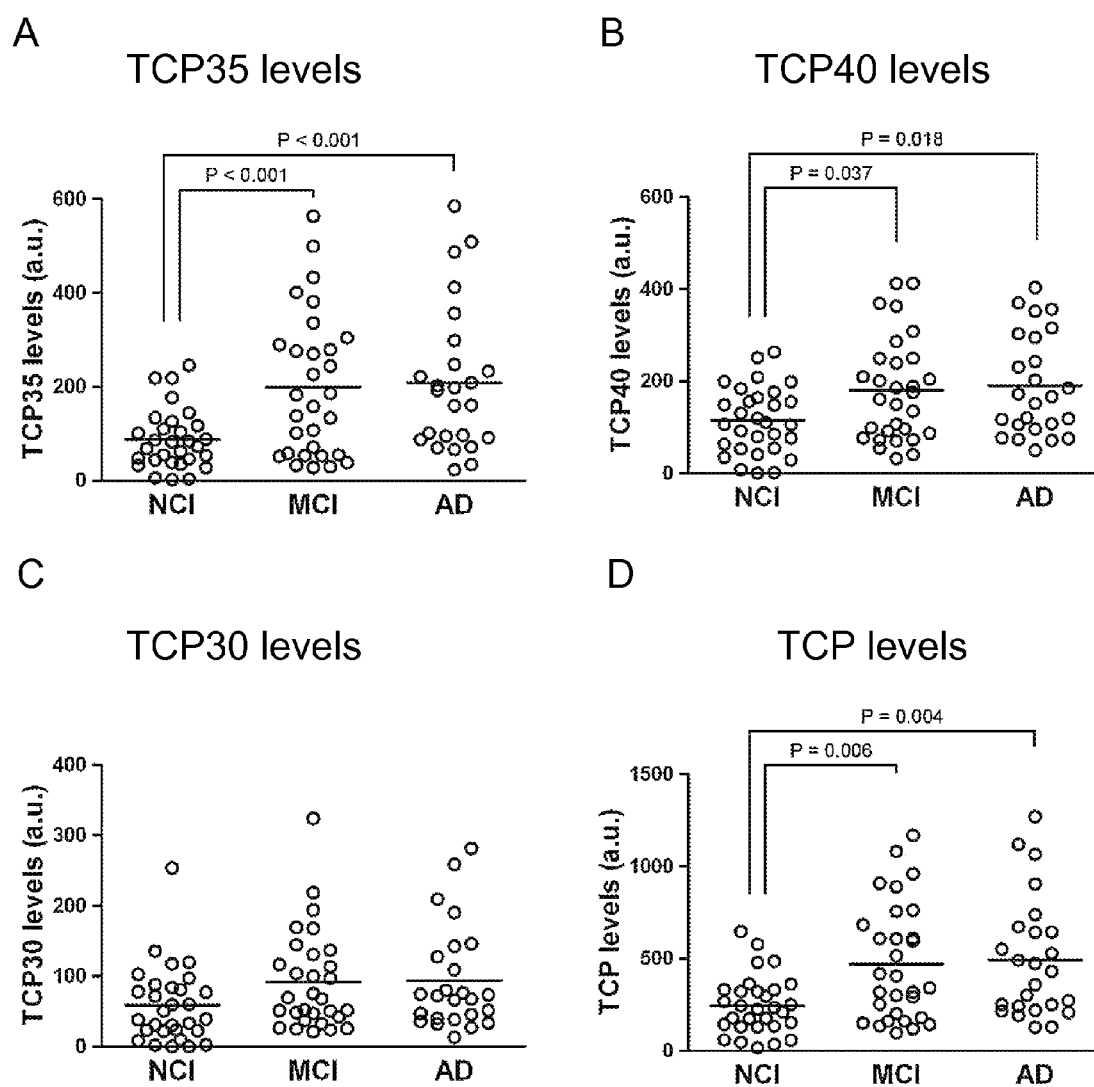 A
TCP35 levels
P < 0.001
P < 0.001
TCP35 levels (a.u.)
600
400
200
0
NCI MCI AD
B
TCP40 levels
P = 0.018
P = 0.037
TCP40 levels (a.u.)
600
400
200
0
NCI MCI AD
C
TCP30 levels
TCP30 levels (a.u.)
400
300
200
100
0
NCI MCI AD
D
TCP levels
P = 0.004
P = 0.006
TCP levels (a.u.)
1500
1000
500
0
NCI MCI AD